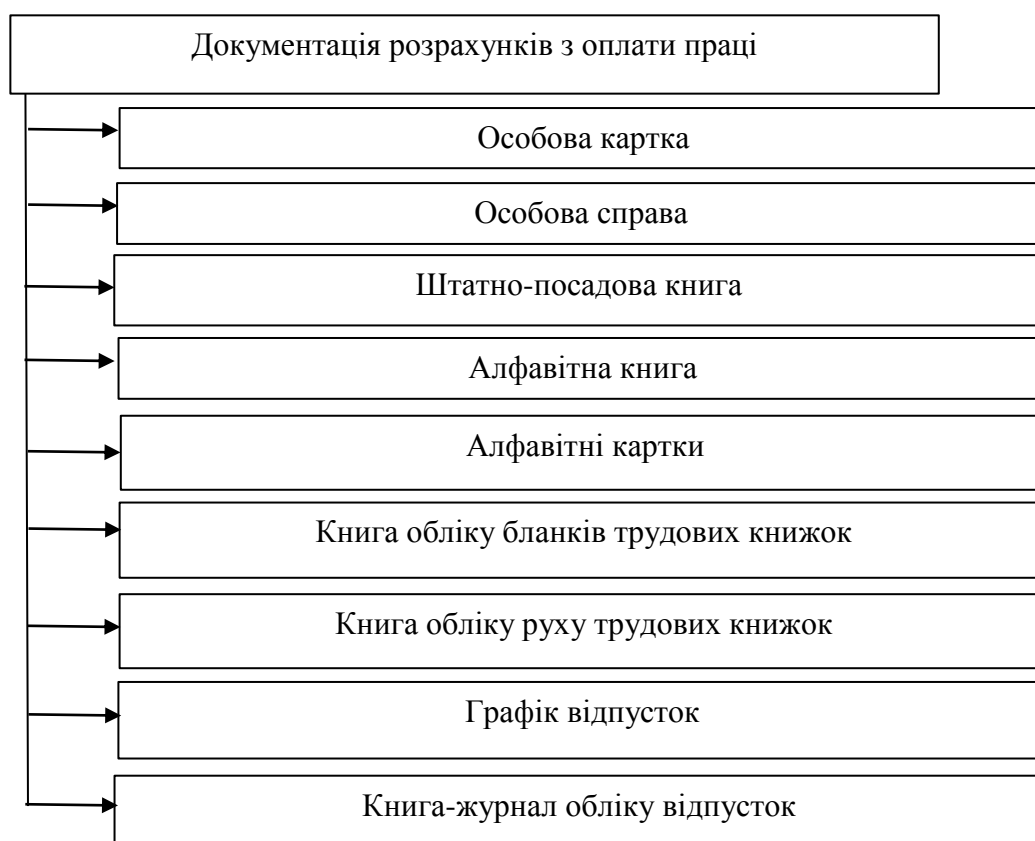 Документація розрахунків з оплати праці
Особова картка
Особова справа
Штатно-посадова книга
Алфавітна книга
Алфавітні картки
Книга обліку бланків трудових книжок
Книга обліку руху трудових книжок
Графік відпусток
Книга-журнал обліку відпусток